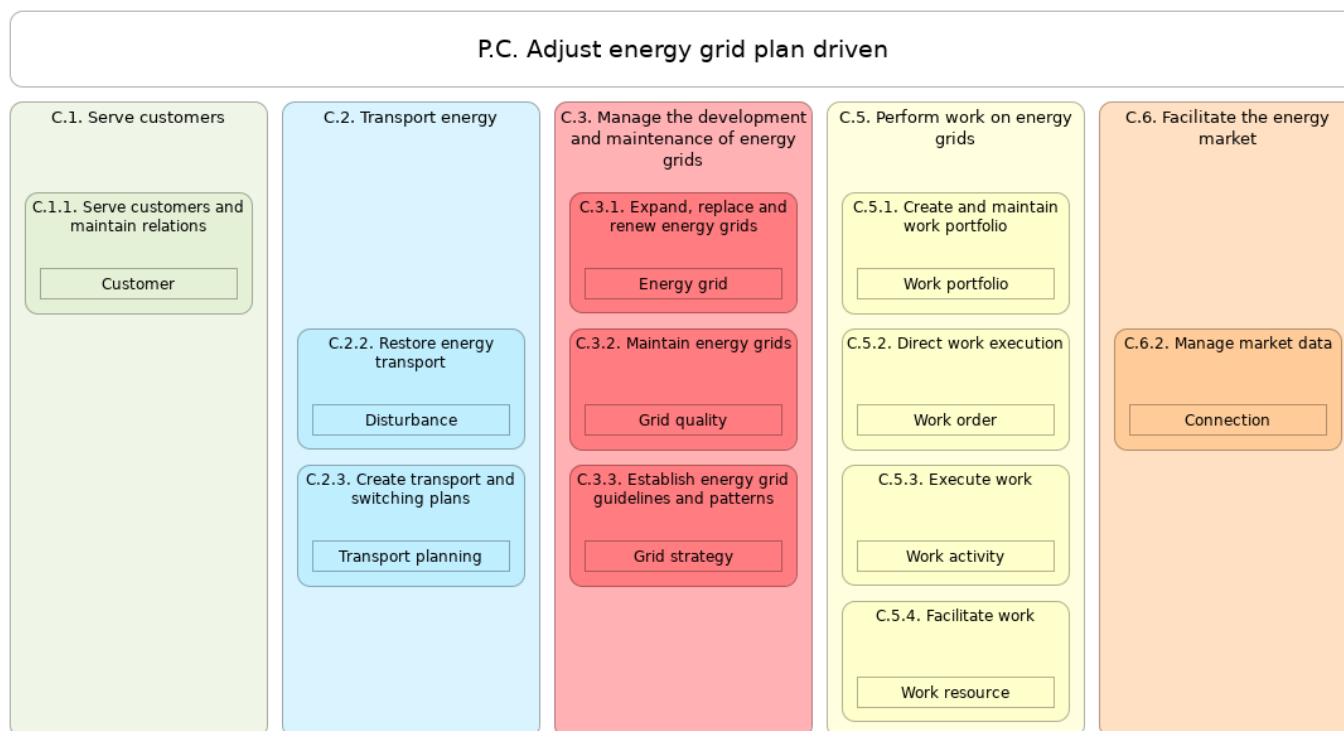 P.C. Adjust energy grid plan driven
C.1. Serve customers
C.1.1. Serve customers and
maintain relations
Customer
C.2. Transport energy
C.2.2. Restore energy
transport
Disturbance
C.2.3. Create transport and
switching plans
Transport planning
C.3. Manage the development
and maintenance of energy
grids
C.3.1. Expand, replace and
renew energy grids
Energy grid
C.3.2. Maintain energy grids
Grid quality
C.3.3. Establish energy grid
guidelines and patterns
Grid strategy
C.5. Perform work on energy
grids
C.5.1. Create and maintain
work portfolio
Work portfolio
C.5.2. Direct work execution
Work order
C.5.3. Execute work
Work activity
C.5.4. Facilitate work
Work resource
C.6. Facilitate the energy
market
C.6.2. Manage market data
Connection